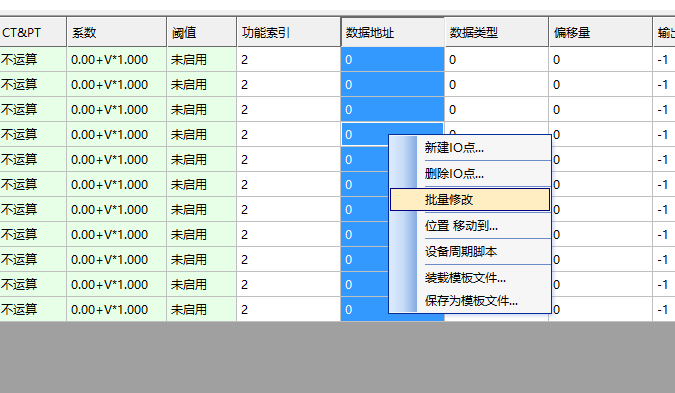 CT&PT 系数 阈值 功能索引 数据地址 数据类型 偏移量 输出
不运算 0.00+V*1.000 未启用 2 0 0 0 -1
不运算 0.00+V*1.000 未启用 2 0 0 0 -1
不运算 0.00+V*1.000 未启用 2 0 0 0 -1
不运算 0.00+V*1.000 未启用 2 0 0 0 -1
不运算 0.00+V*1.000 未启用 2 0 0 -1
不运算 0.00+V*1.000 未启用 2 0 0 -1
不运算 0.00+V*1.000 未启用 2 0 0 -1
不运算 0.00+V*1.000 未启用 2 0 0 -1
不运算 0.00+V*1.000 未启用 2 0 0 -1
不运算 0.00+V*1.000 未启用 2 0 0 -1
不运算 0.00+V*1.000 未启用 2 0 0 -1
新建IO点...
删除IO点...
批量修改
位置 移动到...
设备周期脚本
装载模板文件...
保存为模板文件...